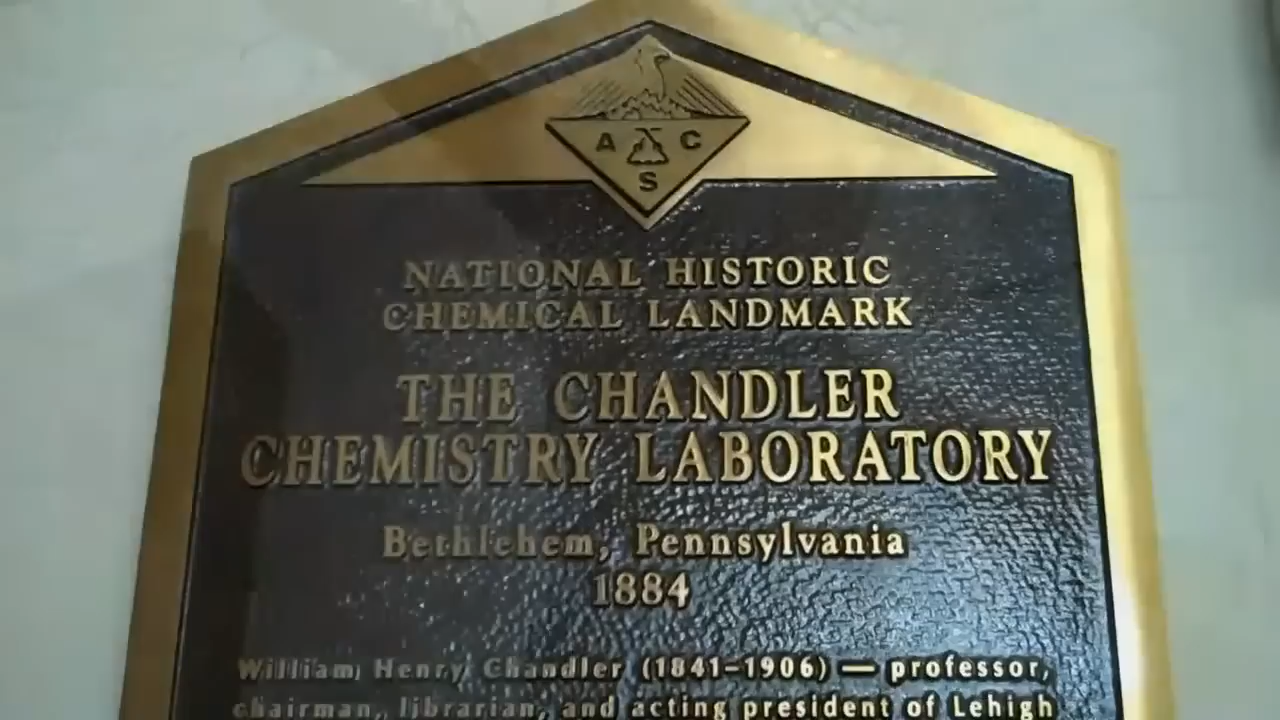 A C
S
NATIONAL HISTORIC
CHEMICAL LANDMARK
THE CHANDLER
CHEMISTRY LABORATORY
Bethlehem, Pennsylvania
1884
William Henry Chandler (1841–1906) — professor,
chairman, librarian, and acting president of Lehigh